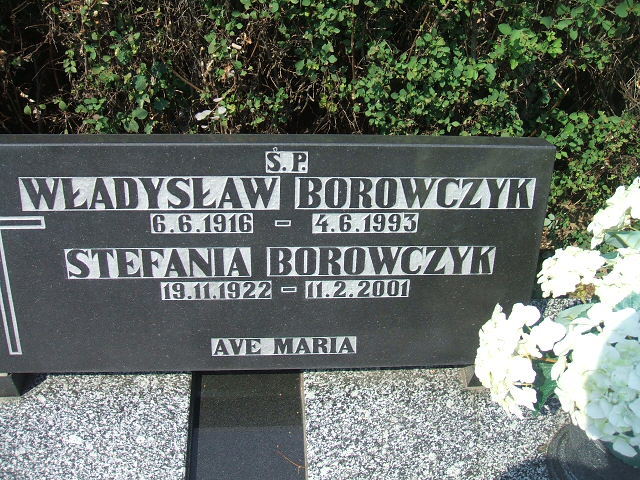 Ś.P.
WŁADYSŁAW BOROWCZYK
6.6.1916 – 4.6.1993
STEFANIA BOROWCZYK
19.11.1922 – 11.2.2001
AVE MARIA